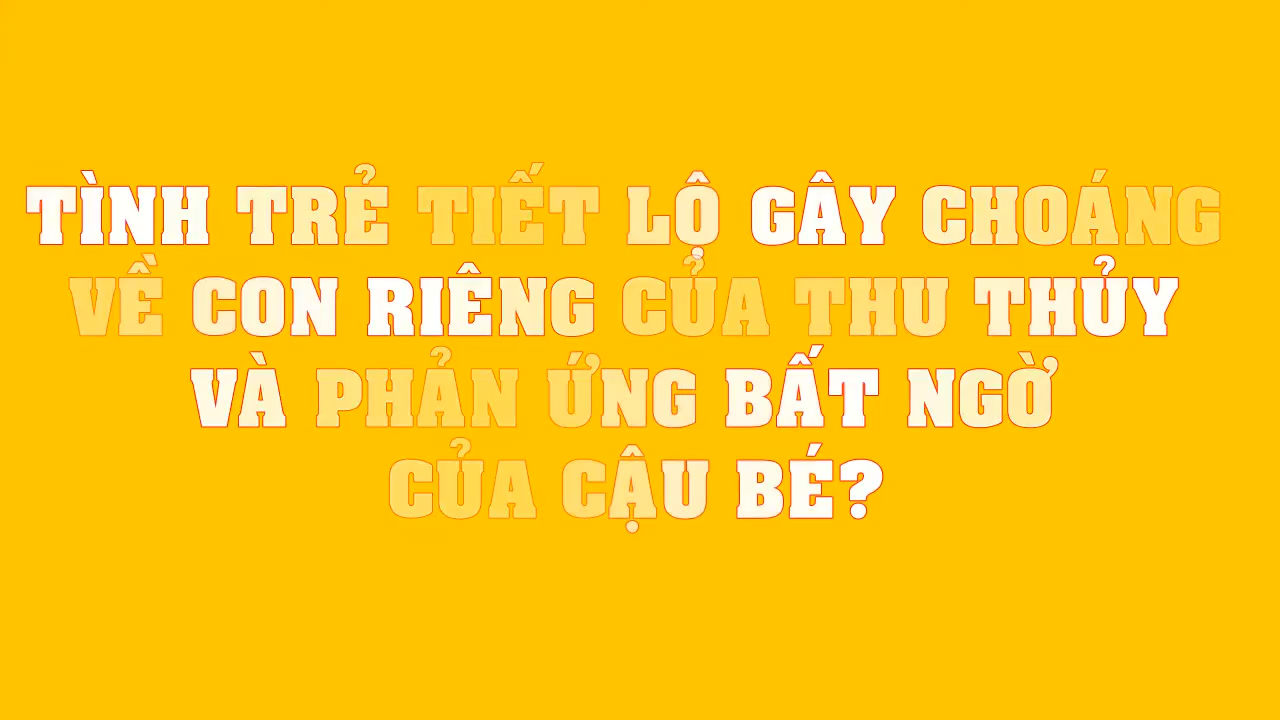 TÌNH TRẺ TIẾT LỘ GÂY CHOÁNG
VỀ CON RIÊNG CỦA THU THỦY
VÀ PHẢN ỨNG BẤT NGỜ
CỦA CẬU BÉ?